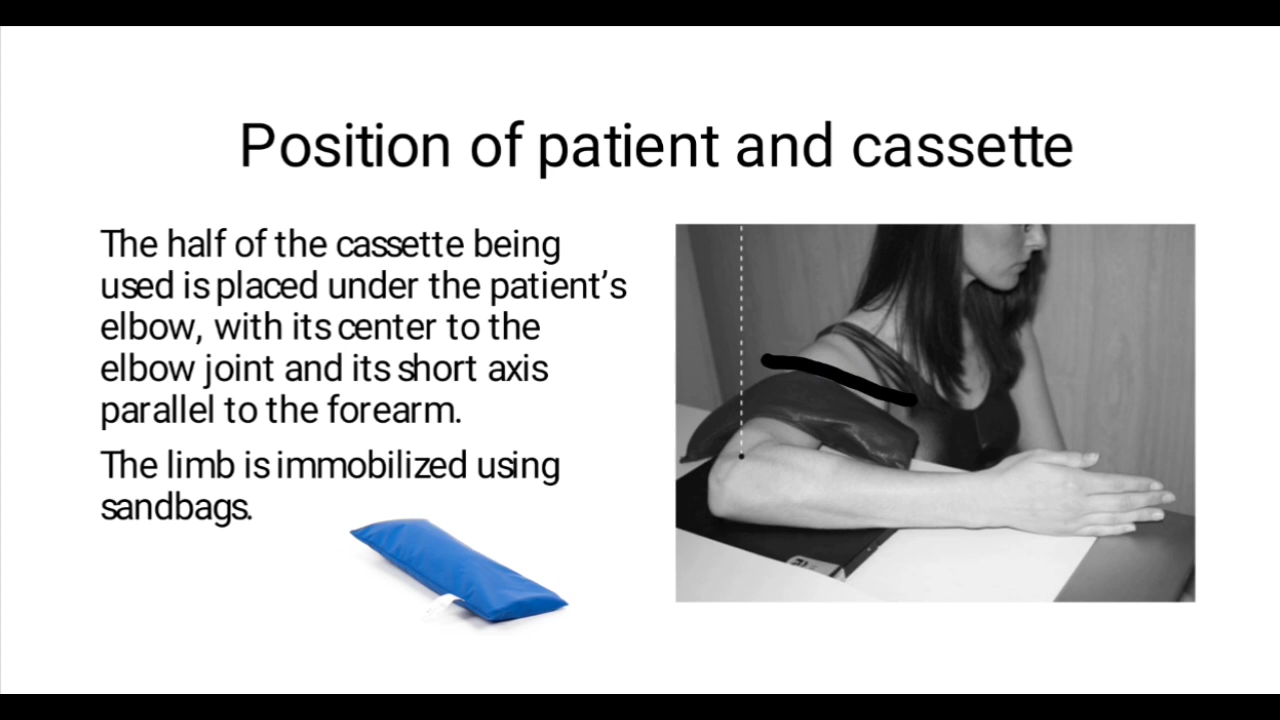 Position of patient and cassette
The half of the cassette being
used is placed under the patient’s
elbow, with its center to the
elbow joint and its short axis
parallel to the forearm.
The limb is immobilized using
sandbags.